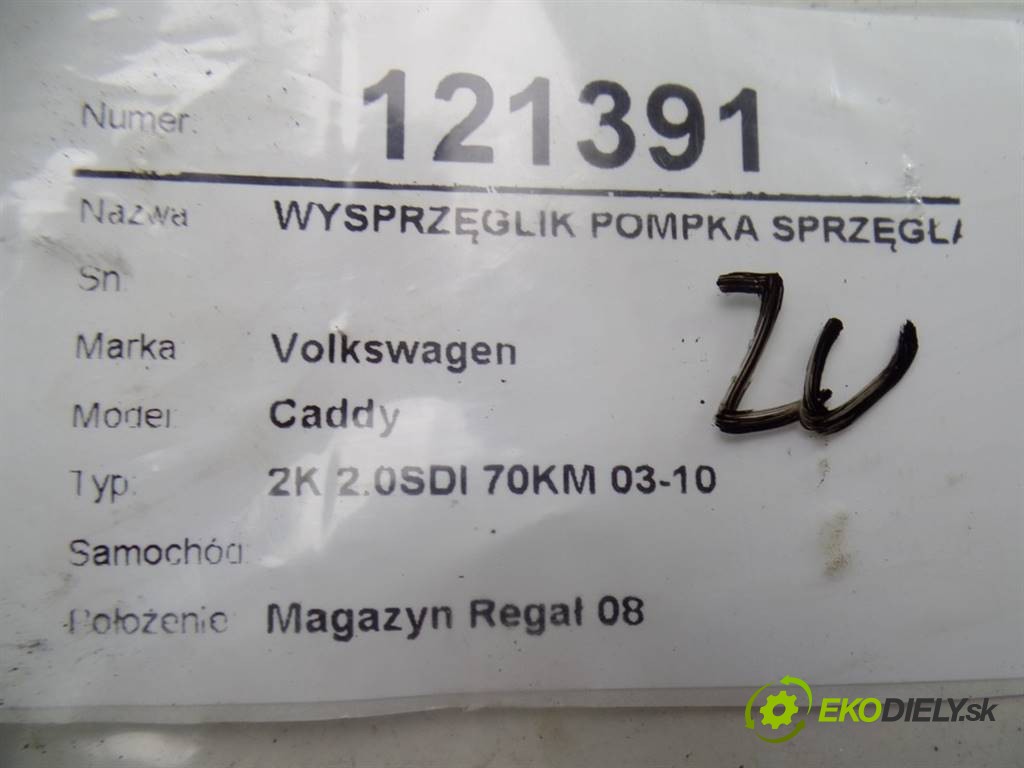 Numer: 121391
Nazwa WYSPRZĘGLIK POMPKA SPRZĘGŁA
Sn:
Marka Volkswagen
Model: Caddy
Typ: 2K 2.0SDI 70KM 03-10
Samochód:
Położenie: Magazyn Regał 08
EKODIELY.sk